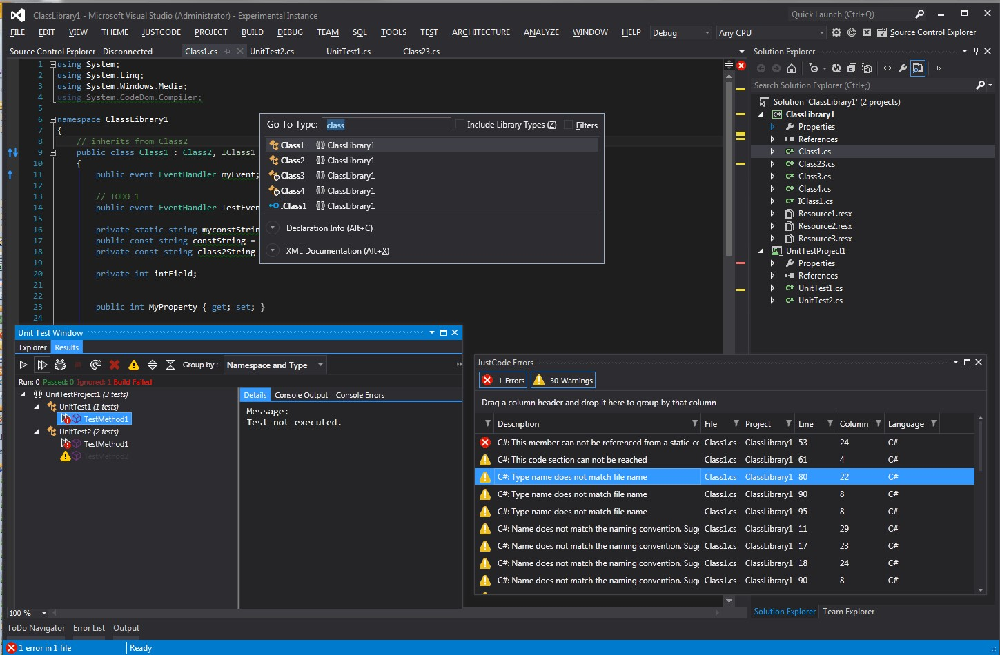 ClassLibrary1 - Microsoft Visual Studio (Administrator) - Experimental Instance
Quick Launch (Ctrl+Q)
FILE EDIT VIEW THEME JUSTCODE PROJECT BUILD DEBUG TEAM SQL TOOLS TEST ARCHITECTURE ANALYZE WINDOW HELP Debug Any CPU Source Control Explorer
Source Control Explorer - Disconnected Class1.cs UnitTest2.cs UnitTest1.cs Class23.cs
1 using System;
2 using System.Linq;
3 using System.Windows.Media;
4 using System.CodeDom.Compiler;
5
6 namespace ClassLibrary1
7 {
8 // inherits from Class2
9 public class Class1 : Class2, IClass1
10 {
11 public event EventHandler myEvent;
12
13 // TODO 1
14 public event EventHandler TestEven
15
16 private static string myconstStrin
17 public const string constString =
18 private const string class2String
19
20 private int intField;
21
22
23 public int MyProperty { get; set; }
24
Go To Type: class Include Library Types (Z) Filters
Class1 {} ClassLibrary1
Class2 {} ClassLibrary1
Class3 {} ClassLibrary1
Class4 {} ClassLibrary1
IClass1 {} ClassLibrary1
Declaration Info (Alt+C)
XML Documentation (Alt+X)
Solution Explorer
Search Solution Explorer (Ctrl+;)
Solution 'ClassLibrary1' (2 projects)
ClassLibrary1
Properties
References
C# Class1.cs
C# Class23.cs
C# Class3.cs
C# Class4.cs
C# IClass1.cs
Resource1.resx
Resource2.resx
Resource3.resx
UnitTestProject1
Properties
References
C# UnitTest1.cs
C# UnitTest2.cs
Solution Explorer Team Explorer
Unit Test Window
Explorer Results
Group by : Namespace and Type
Run: 0 Passed: 0 Ignored: 1 Build Failed
{} UnitTestProject1 (3 tests)
UnitTest1 (1 tests)
TestMethod1
UnitTest2 (2 tests)
TestMethod1
TestMethod2
Details Console Output Console Errors
Message:
Test not executed.
JustCode Errors
1 Errors 30 Warnings
Drag a column header and drop it here to group by that column
Description File Project Line Column Language
C#: This member can not be referenced from a static-cc Class1.cs ClassLibrary1 53 24 C#
C#: This code section can not be reached Class1.cs ClassLibrary1 61 4 C#
C#: Type name does not match file name Class1.cs ClassLibrary1 80 22 C#
C#: Type name does not match file name Class1.cs ClassLibrary1 90 8 C#
C#: Type name does not match file name Class1.cs ClassLibrary1 95 8 C#
C#: Name does not match the naming convention. Sugg Class1.cs ClassLibrary1 11 29 C#
C#: Name does not match the naming convention. Sugg Class1.cs ClassLibrary1 17 23 C#
C#: Name does not match the naming convention. Sugg Class1.cs ClassLibrary1 18 24 C#
C#: Name does not match the naming convention. Sugg Class1.cs ClassLibrary1 90 8 C#
100 %
ToDo Navigator Error List Output
1 error in 1 file Ready